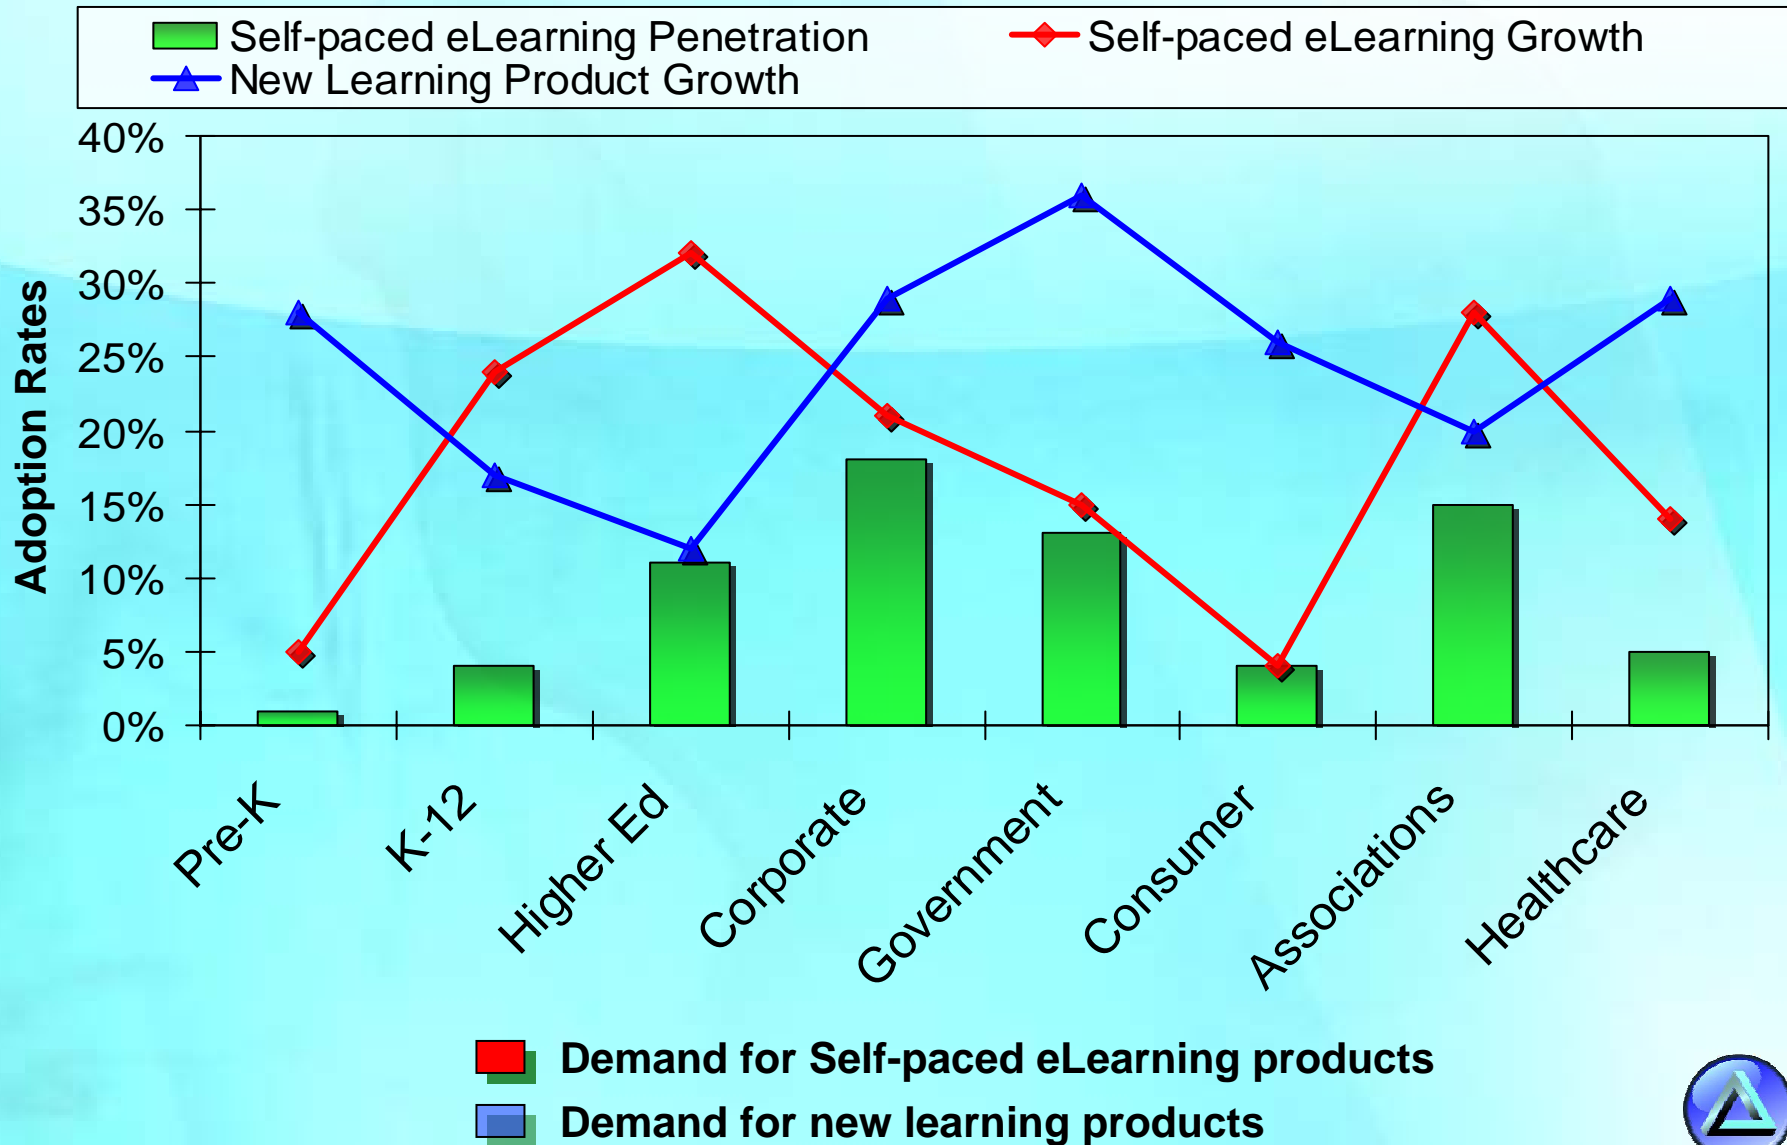 Self-paced eLearning Penetration
Self-paced eLearning Growth
New Learning Product Growth
Adoption Rates
40%
35%
30%
25%
20%
15%
10%
5%
0%
Pre-K
K-12
Higher Ed
Corporate
Government
Consumer
Associations
Healthcare
Demand for Self-paced eLearning products
Demand for new learning products